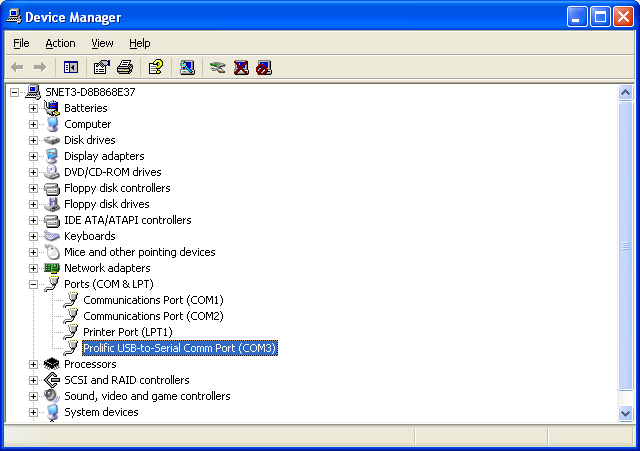 Device Manager
File Action View Help
SNET3-D8B868E37
Batteries
Computer
Disk drives
Display adapters
DVD/CD-ROM drives
Floppy disk controllers
Floppy disk drives
IDE ATA/ATAPI controllers
Keyboards
Mice and other pointing devices
Network adapters
Ports (COM & LPT)
Communications Port (COM1)
Communications Port (COM2)
Printer Port (LPT1)
Prolific USB-to-Serial Comm Port (COM3)
Processors
SCSI and RAID controllers
Sound, video and game controllers
System devices